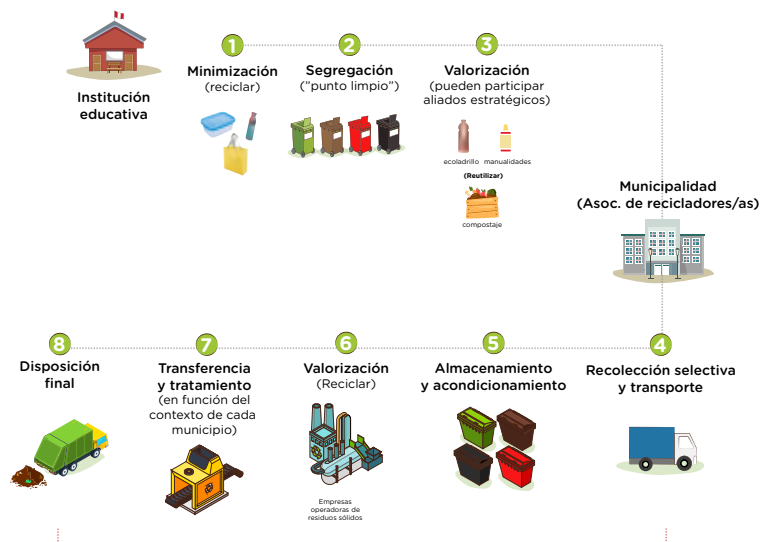 Institución
educativa
1
Minimización
(reciclar)
2
Segregación
("punto limpio")
3
Valorización
(pueden participar
aliados estratégicos)
ecoladrillo
manualidades
(Reutilizar)
compostaje
Municipalidad
(Asoc. de recicladores/as)
8
Disposición
final
7
Transferencia
y tratamiento
(en función del
contexto de cada
municipio)
6
Valorización
(Reciclar)
Empresas
operadoras de
residuos sólidos
5
Almacenamiento
y acondicionamiento
4
Recolección selectiva
y transporte